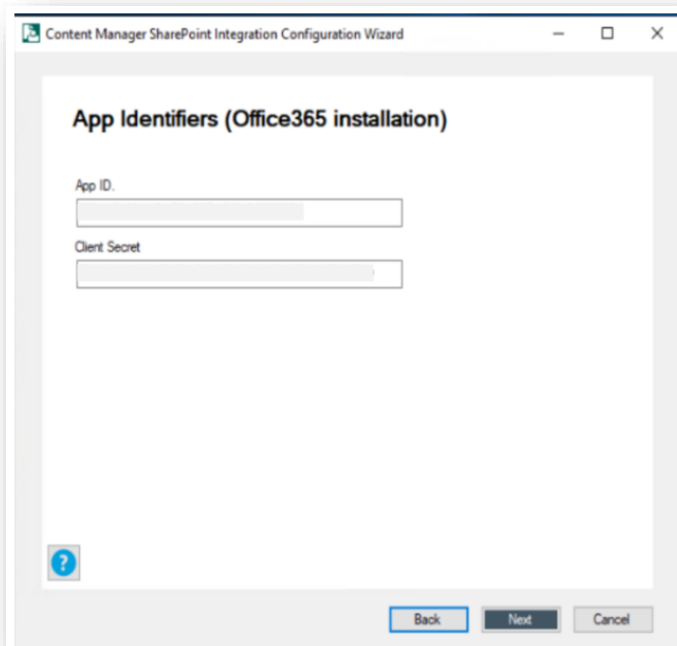 Content Manager SharePoint Integration Configuration Wizard
App Identifiers (Office365 installation)
App ID.
Client Secret
?
Back Next Cancel